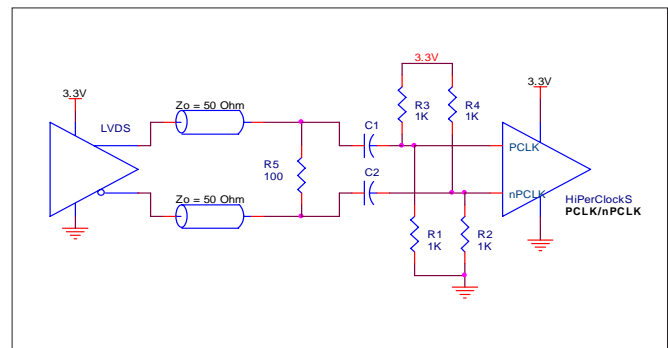 3.3V
3.3V
3.3V
Zo = 50 Ohm
LVDS
C1
R3
1K
R4
1K
PCLK
R5
100
C2
nPCLK
Zo = 50 Ohm
HiPerClockS
PCLK/nPCLK
R1
1K
R2
1K